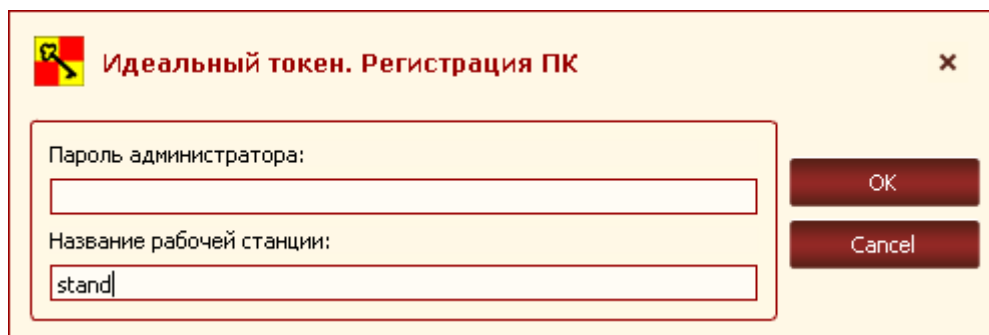 Идеальный токен. Регистрация ПК
Пароль администратора:
OK
Название рабочей станции:
Cancel
stand